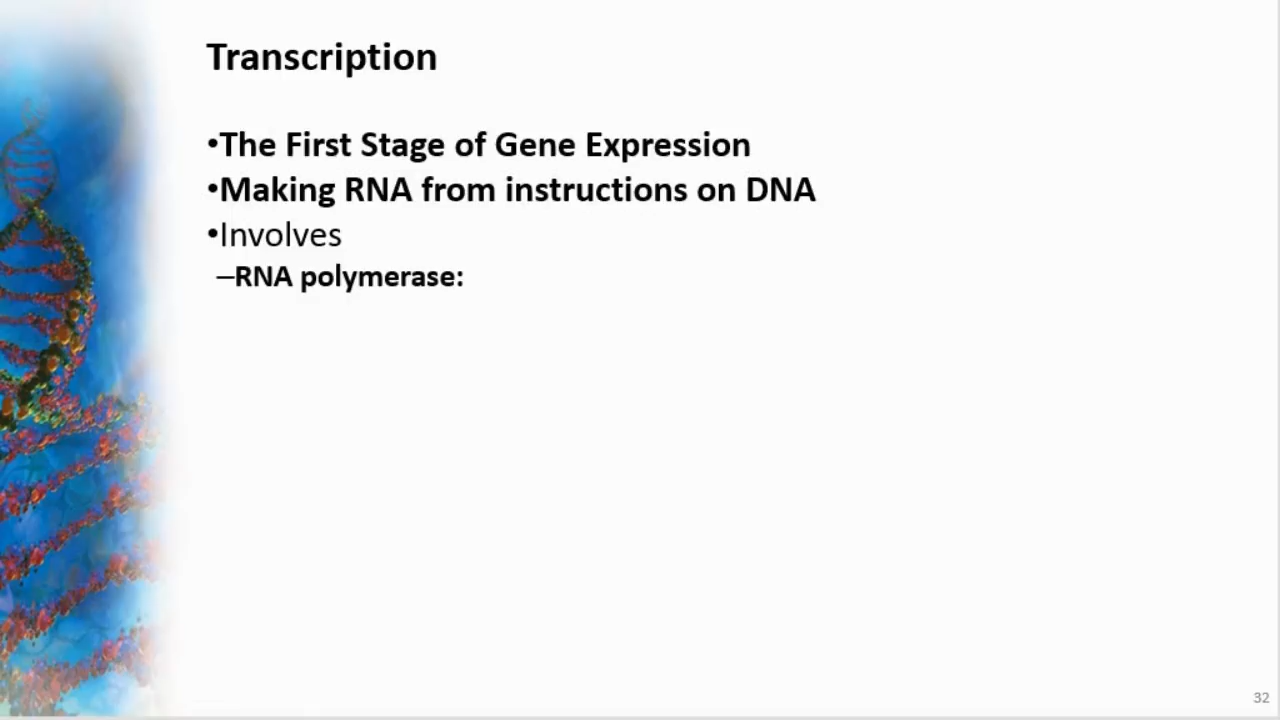 Transcription
•The First Stage of Gene Expression
•Making RNA from instructions on DNA
•Involves
–RNA polymerase:
32